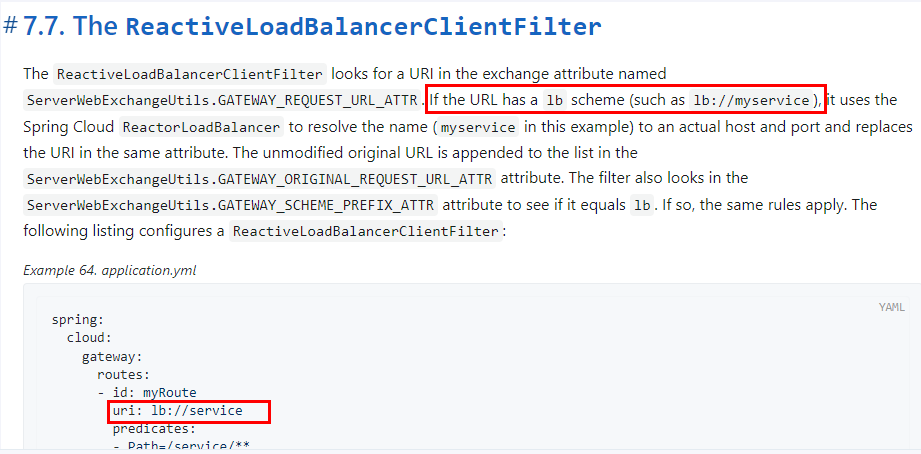 # 7.7. The ReactiveLoadBalancerClientFilter
The ReactiveLoadBalancerClientFilter looks for a URI in the exchange attribute named
ServerWebExchangeUtils.GATEWAY_REQUEST_URL_ATTR. If the URL has a lb scheme (such as lb://myservice), it uses the
Spring Cloud ReactorLoadBalancer to resolve the name (myservice in this example) to an actual host and port and replaces
the URI in the same attribute. The unmodified original URL is appended to the list in the
ServerWebExchangeUtils.GATEWAY_ORIGINAL_REQUEST_URL_ATTR attribute. The filter also looks in the
ServerWebExchangeUtils.GATEWAY_SCHEME_PREFIX_ATTR attribute to see if it equals lb. If so, the same rules apply. The
following listing configures a ReactiveLoadBalancerClientFilter:
Example 64. application.yml
YAML
spring:
  cloud:
    gateway:
      routes:
      - id: myRoute
        uri: lb://service
        predicates:
        - Path=/service/**